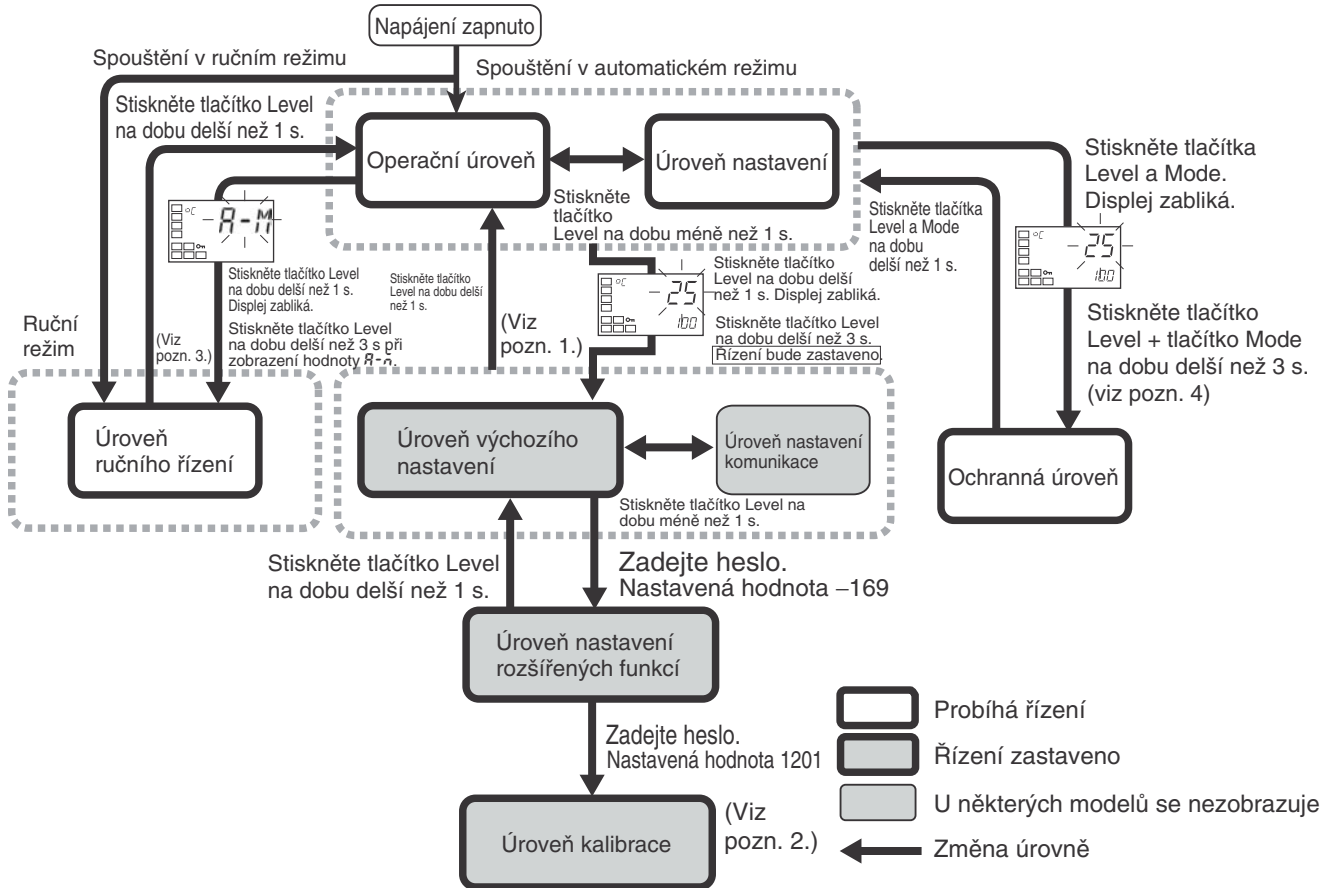 Napájení zapnuto
Spouštění v ručním režimu
Spouštění v automatickém režimu
Stiskněte tlačítko Level
na dobu delší než 1 s.
Operační úroveň
Úroveň nastavení
Stiskněte
tlačítko
Level na dobu méně než 1 s.
Stiskněte tlačítka
Level a Mode
na dobu
delší než 1 s.
Stiskněte tlačítka
Level a Mode.
Displej zabliká.
°C
A-M
°C
25
100
°C
25
100
Stiskněte tlačítko Level
na dobu delší než 1 s.
Displej zabliká.
Stiskněte tlačítko Level
na dobu delší než 3 s při
zobrazení hodnoty A-M.
Stiskněte tlačítko
Level na dobu delší
než 1 s.
(Viz
pozn. 1.)
Stiskněte tlačítko
Level na dobu delší
než 1 s. Displej zabliká.
Stiskněte tlačítko Level
na dobu delší než 3 s.
Řízení bude zastaveno.
Stiskněte tlačítko
Level + tlačítko Mode
na dobu delší než 3 s.
(viz pozn. 4)
Ruční
režim
(Viz
pozn. 3.)
Úroveň
ručního řízení
Úroveň výchozího
nastavení
Úroveň nastavení
komunikace
Ochranná úroveň
Stiskněte tlačítko Level na
dobu méně než 1 s.
Stiskněte tlačítko Level
na dobu delší než 1 s.
Zadejte heslo.
Nastavená hodnota –169
Úroveň nastavení
rozšířených funkcí
Zadejte heslo.
Nastavená hodnota 1201
Úroveň kalibrace
(Viz
pozn. 2.)
Probíhá řízení
Řízení zastaveno
U některých modelů se nezobrazuje
Změna úrovně